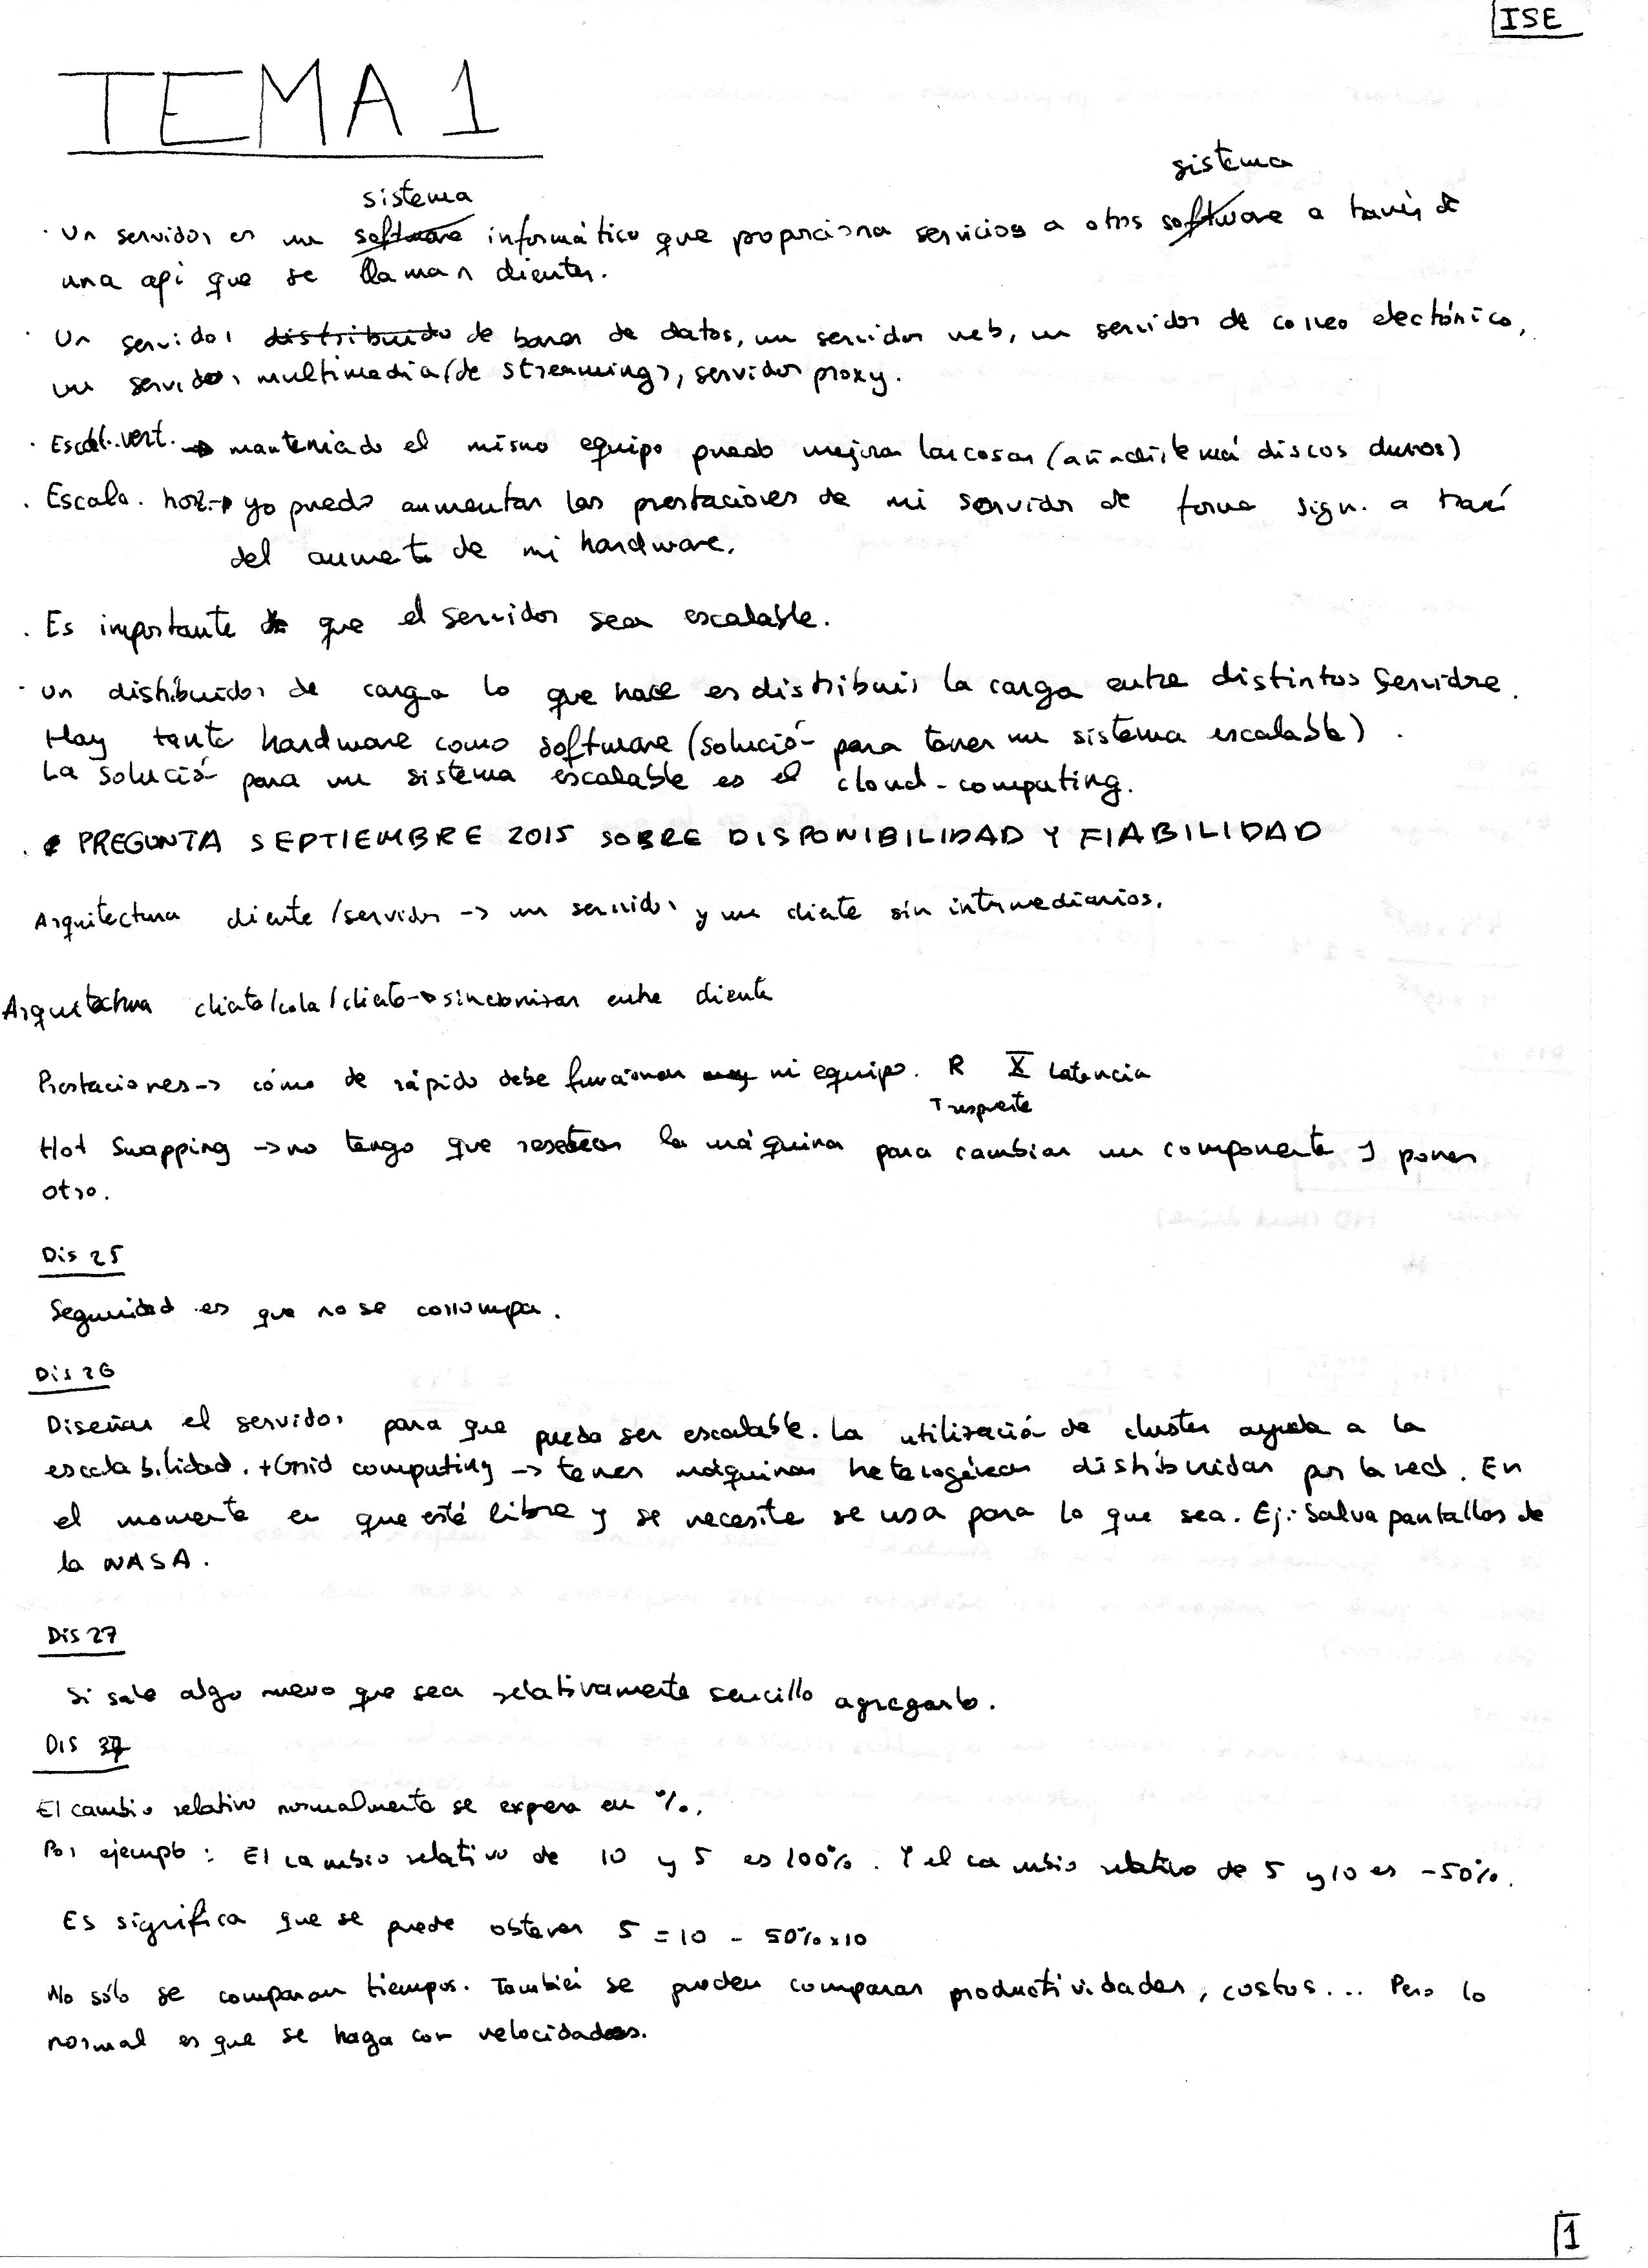 ISE
TEMA 1
sistema sistema
· Un servidor es un software informático que proporciona servicios a otros software a través de
una api que se llaman clientes.
· Un servidor distribuido de bases de datos, un servidor web, un servidor de correo electrónico,
un servidor multimedia (de streamming), servidor proxy.
· Escal. vert. → manteniado el mismo equipo puedo mejorar las cosas (añadirle má discos duros)
· Escala. hor. → yo puedo aumentar las prestaciones de mi servidor de forma sign. a travé
del aumento de mi hardware.
· Es importante que el servidor sea escalable.
· Un distribuidor de carga lo que hace es distribuir la carga entre distintos servidre.
Hay tanto hardware como software (solución para tener un sistema escalable).
La solución para un sistema escalable es el cloud-computing.
· PREGUNTA SEPTIEMBRE 2015 SOBRE DISPONIBILIDAD Y FIABILIDAD
Arquitectura cliente/servidor -> un servidor y un cliente sin intermediarios.
Arquitectura cliente/cola/cliente -> sincronizar entre cliente
Prestaciones -> cómo de rápido debe funcionar mi equipo. R X̅ latencia
T respuesta
Hot Swapping -> no tengo que resetear la máquina para cambiar un componente y poner
otro.
Dis 25
Seguridad es que no se corrompa.
Dis 26
Diseñar el servidor para que pueda ser escalable. La utilización de cluster ayuda a la
escalabilidad. +Grid computing -> tener máquinas heterogéneas distribuidas por la red. En
el momento en que esté libre y se necesite se usa para lo que sea. Ej: Salva pantallas de
la NASA.
Dis 27
Si sale algo nuevo que sea relativamente sencillo agregarlo.
Dis 37
El cambio relativo normalmente se expresa en %.
Por ejemplo: El cambio relativo de 10 y 5 es 100%. Y el cambio relativo de 5 y 10 es -50%.
Es significa que se puede obtener 5 = 10 - 50% x 10
No sólo se comparan tiempos. También se pueden comparar productividades, costos... Pero lo
normal es que se haga con velocidades.
1